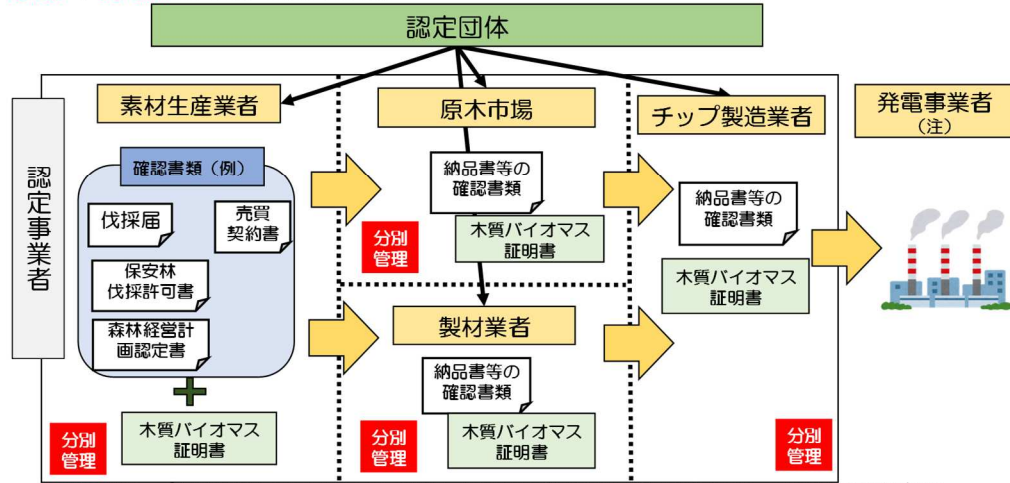 認定団体
認定事業者
素材生産業者
確認書類（例）
伐採届
売買
契約書
保安林
伐採許可書
森林経営計
画認定書
分別
管理
木質バイオマス
証明書
原木市場
納品書等の
確認書類
分別
管理
木質バイオマス
証明書
製材業者
納品書等の
確認書類
分別
管理
木質バイオマス
証明書
チップ製造業者
納品書等の
確認書類
木質バイオマス
証明書
分別
管理
発電事業者
（注）